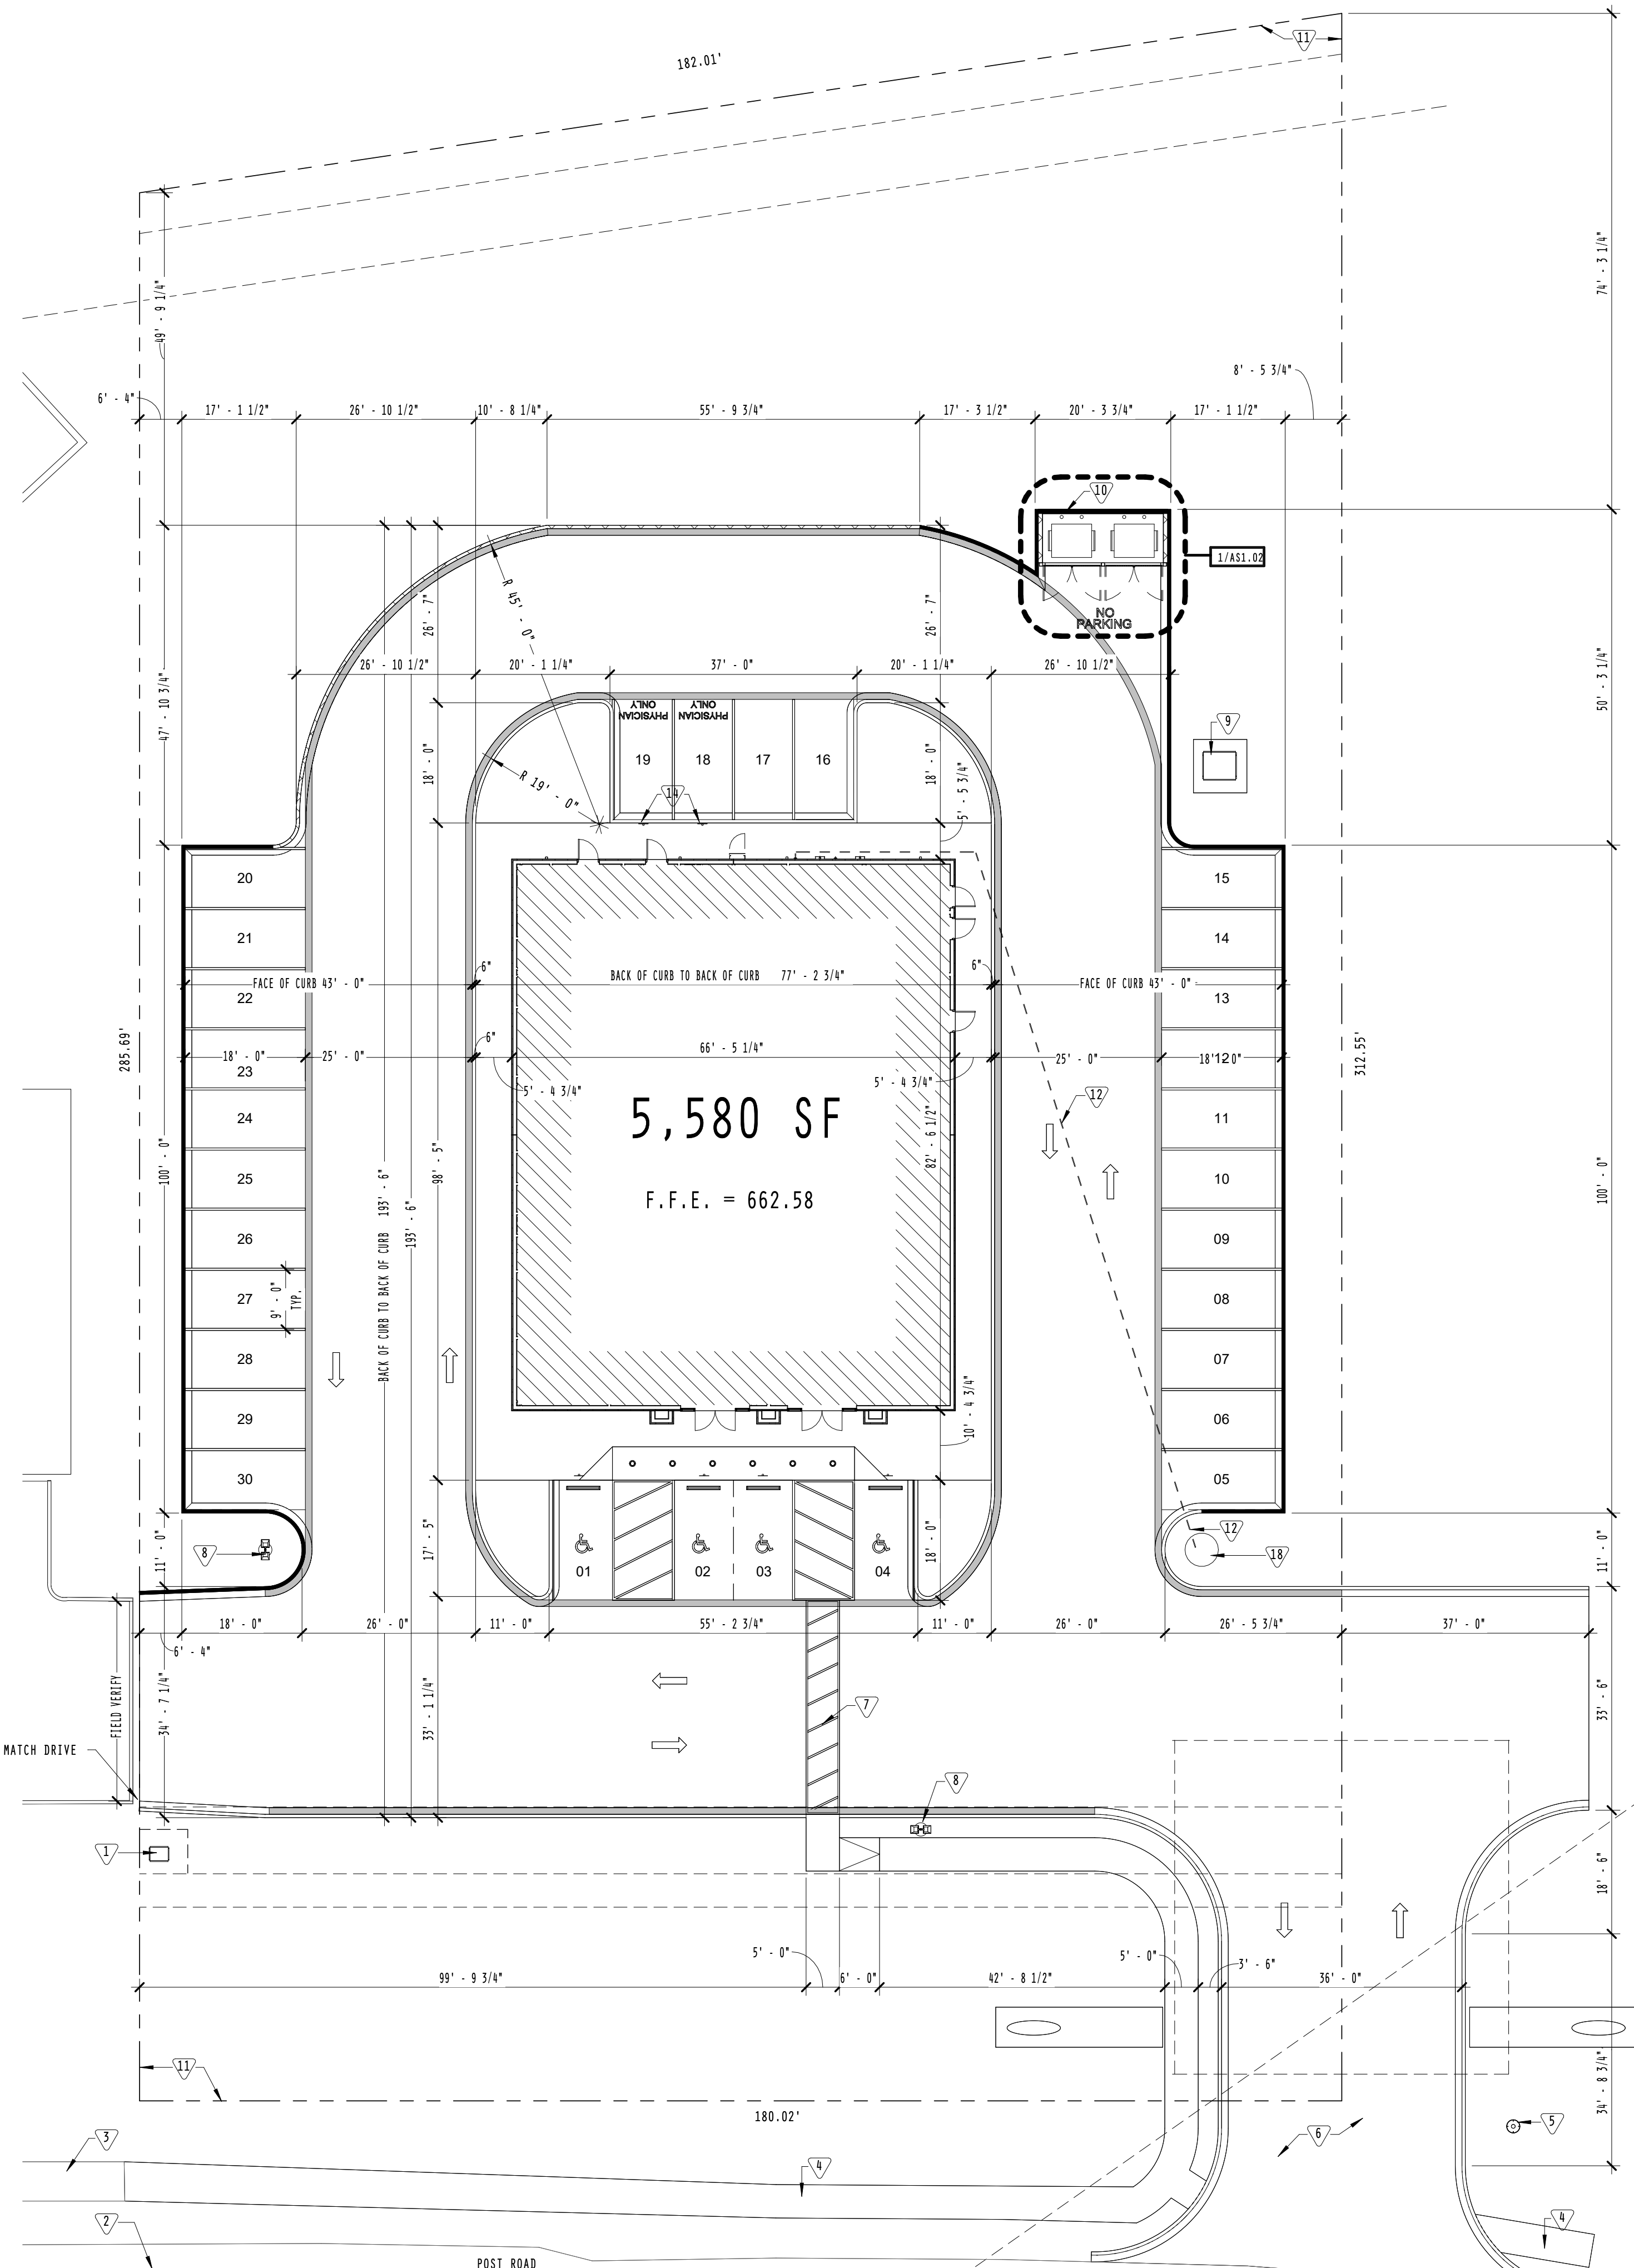 11
182.01'
74' - 3 1/4"
49' - 9 1/4"
8' - 5 3/4"
6' - 4"
17' - 1 1/2"
26' - 10 1/2"
10' - 8 1/4"
55' - 9 3/4"
17' - 3 1/2"
20' - 3 3/4"
17' - 1 1/2"
10
1/AS1.02
NO
PARKING
R 45' - 0"
26' - 7"
26' - 7"
26' - 10 1/2"
20' - 1 1/4"
37' - 0"
20' - 1 1/4"
26' - 10 1/2"
47' - 10 3/4"
50' - 3 1/4"
PHYSICIAN
ONLY
PHYSICIAN
ONLY
9
18' - 0"
18' - 0"
19
18
17
16
R 19' - 0"
14
5' - 5 3/4"
20
15
21
14
6"
BACK OF CURB TO BACK OF CURB 77' - 2 3/4"
6"
FACE OF CURB 43' - 0"
FACE OF CURB 43' - 0"
22
13
285.69'
312.55'
6"
66' - 5 1/4"
18' - 0"
25' - 0"
25' - 0"
18' - 0"
12
23
5' - 4 3/4"
5' - 4 3/4"
12
5,580 SF
24
11
82' - 6 1/2"
100' - 0"
98' - 5"
100' - 0"
25
10
F.F.E. = 662.58
BACK OF CURB TO BACK OF CURB 193' - 6"
193' - 6"
26
09
27
9' - 0"
TYP.
08
28
07
29
06
10' - 4 3/4"
30
05
12
8
18
11' - 0"
17' - 5"
18' - 0"
11' - 0"
01
02
03
04
18' - 0"
26' - 0"
11' - 0"
55' - 2 3/4"
11' - 0"
26' - 0"
26' - 5 3/4"
37' - 0"
6' - 4"
FIELD VERIFY
34' - 7 1/4"
33' - 1 1/4"
33' - 6"
7
MATCH DRIVE
8
1
18' - 6"
5' - 0"
5' - 0"
3' - 6"
99' - 9 3/4"
6' - 0"
42' - 8 1/2"
36' - 0"
11
34' - 8 3/4"
180.02'
5
6
3
4
2
4
POST ROAD